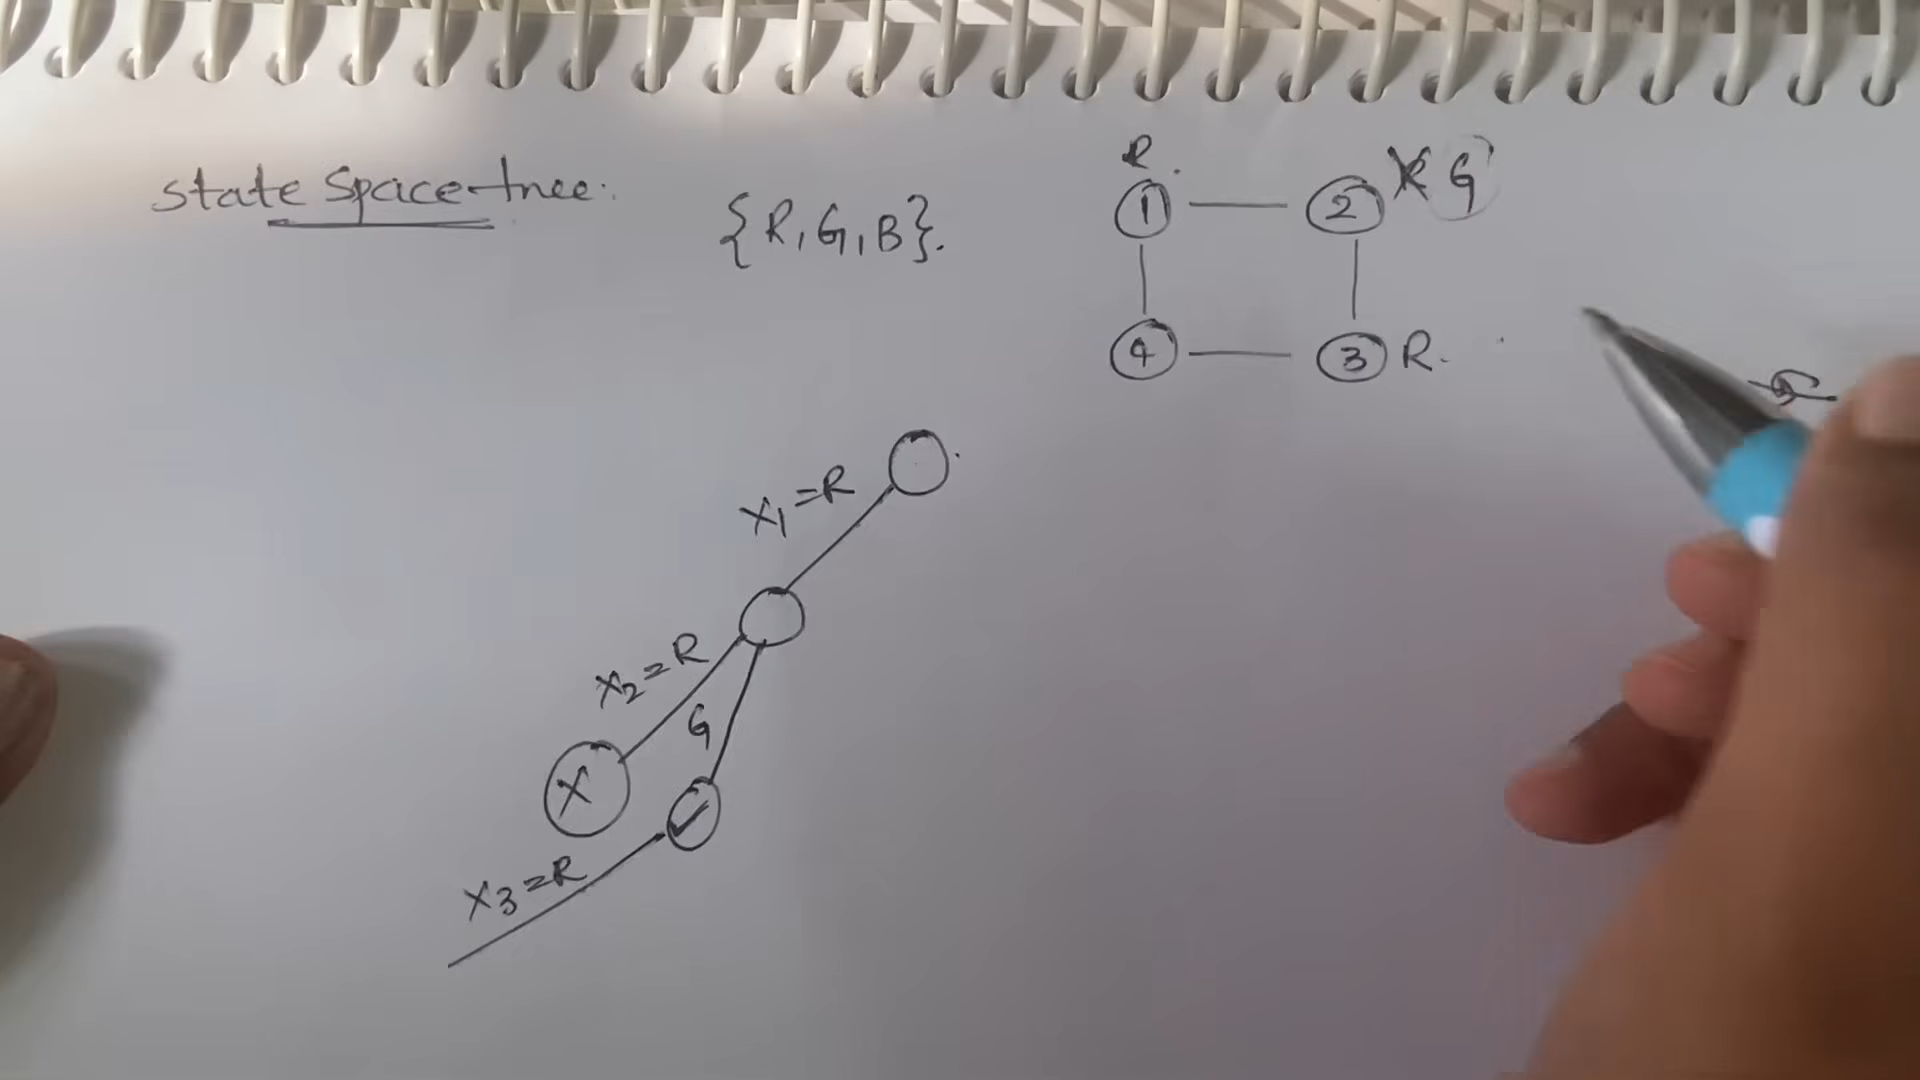 State Space tree:
{R, G, B}.
R
1 2 R G
4 3 R.
X1=R
X2=R
G
X
X3=R